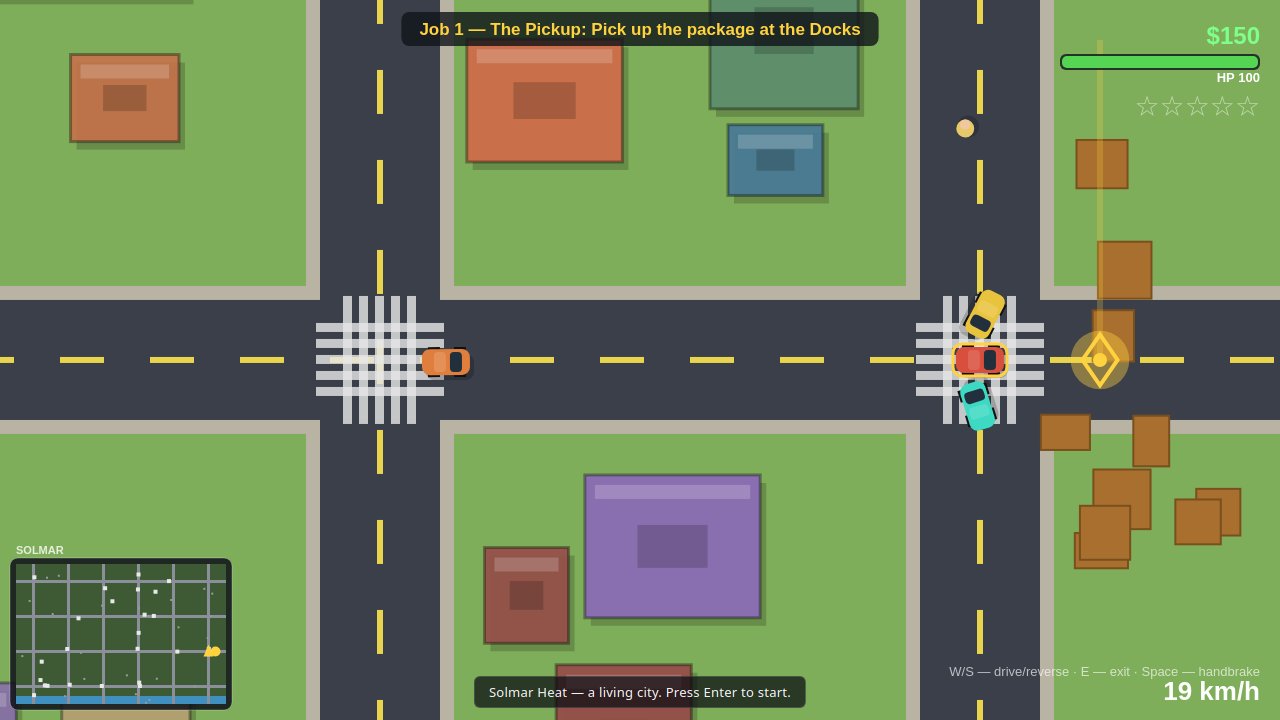 Job 1 — The Pickup: Pick up the package at the Docks
$150
HP 100
SOLMAR
W/S — drive/reverse · E — exit · Space — handbrake
Solmar Heat — a living city. Press Enter to start.
19 km/h